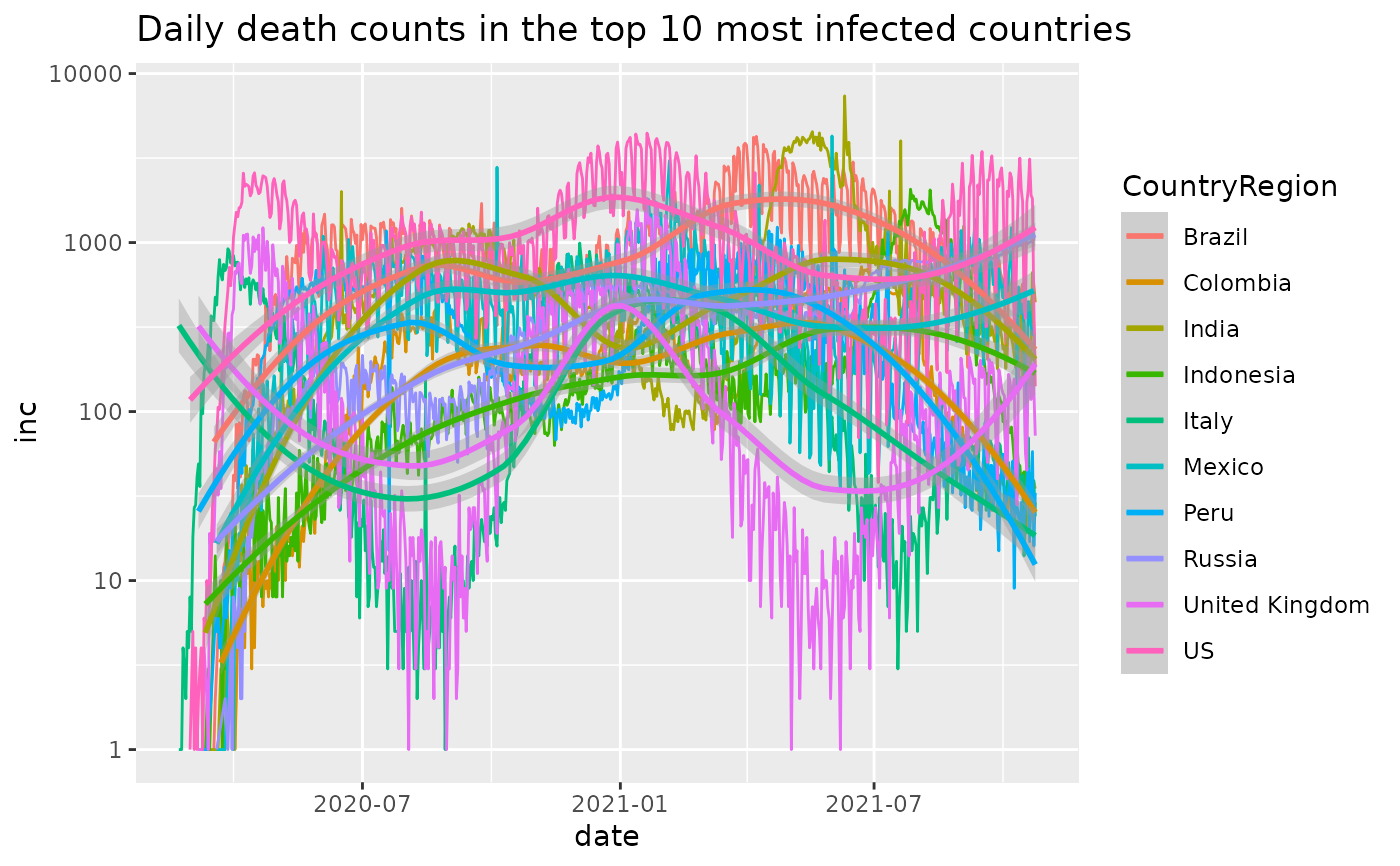 Daily death counts in the top 10 most infected countries
10000
1000
100
10
1
inc
2020-07
2021-01
2021-07
date
CountryRegion
Brazil
Colombia
India
Indonesia
Italy
Mexico
Peru
Russia
United Kingdom
US